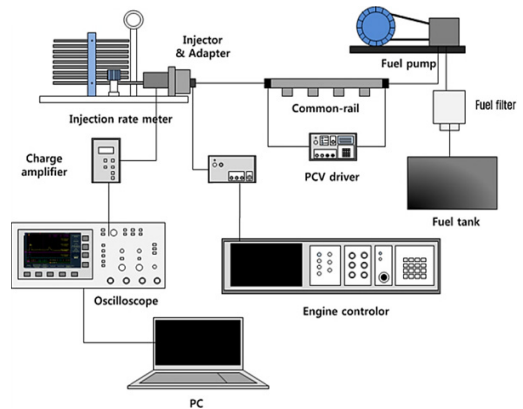 Injector
& Adapter
Fuel pump
Injection rate meter
Common-rail
Fuel filter
Charge
amplifier
PCV driver
Fuel tank
Oscilloscope
Engine controlor
PC